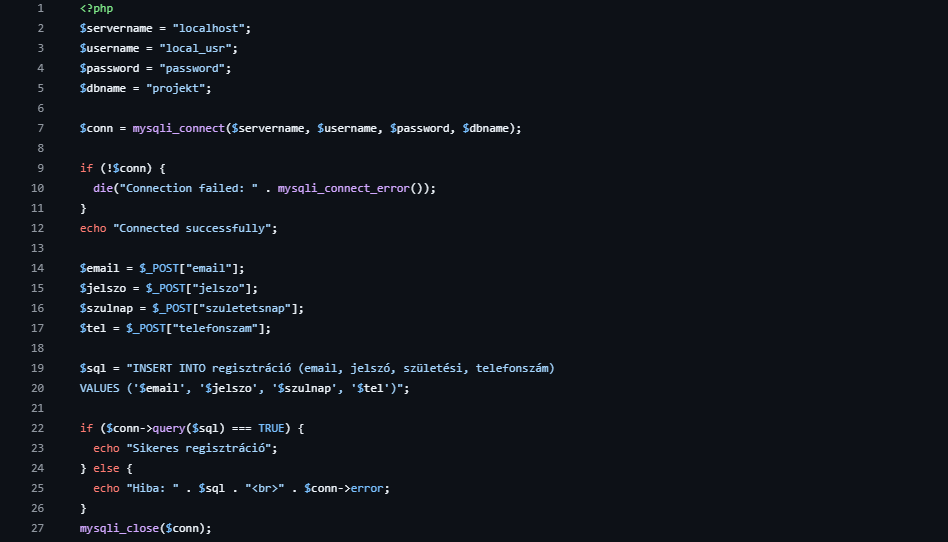 1 <?php
2 $servername = "localhost";
3 $username = "local_usr";
4 $password = "password";
5 $dbname = "projekt";
6
7 $conn = mysqli_connect($servername, $username, $password, $dbname);
8
9 if (!$conn) {
10   die("Connection failed: " . mysqli_connect_error());
11 }
12 echo "Connected successfully";
13
14 $email = $_POST["email"];
15 $jelszo = $_POST["jelszo"];
16 $szulnap = $_POST["szuletetsnap"];
17 $tel = $_POST["telefonszam"];
18
19 $sql = "INSERT INTO regisztráció (email, jelszó, születési, telefonszám)
20 VALUES ('$email', '$jelszo', '$szulnap', '$tel')";
21
22 if ($conn->query($sql) === TRUE) {
23   echo "Sikeres regisztráció";
24 } else {
25   echo "Hiba: " . $sql . "<br>" . $conn->error;
26 }
27 mysqli_close($conn);